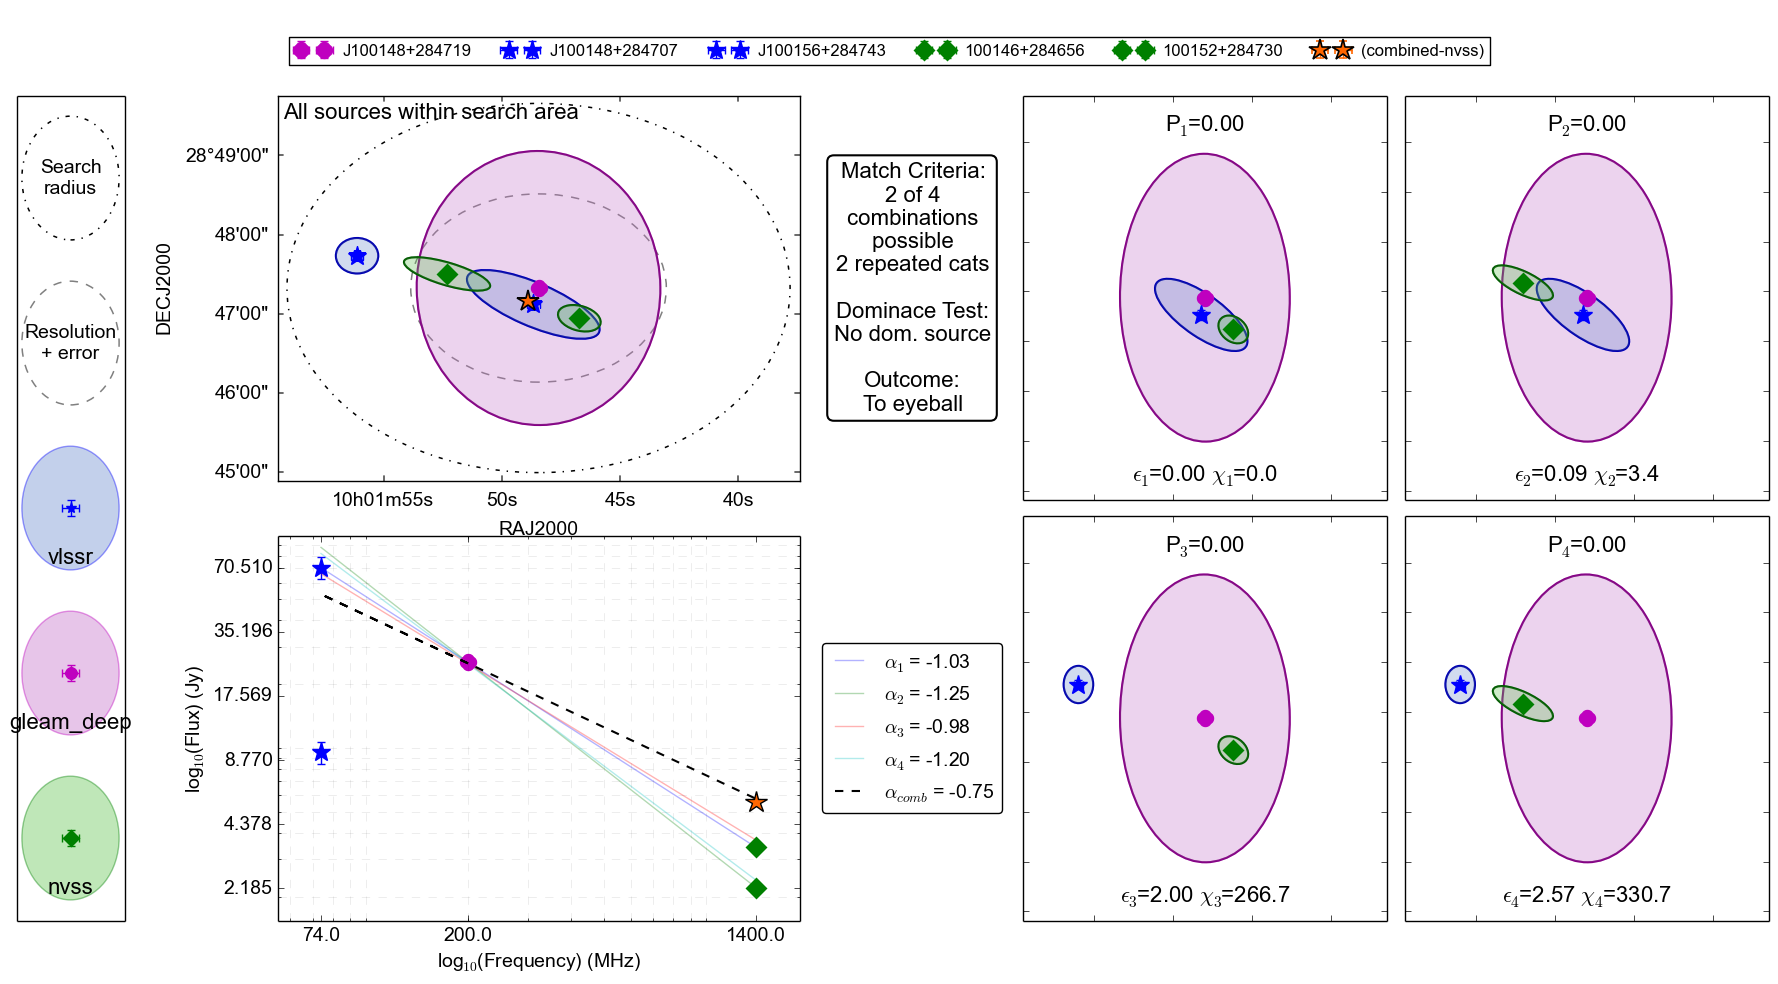 J100148+284719 J100148+284707 J100156+284743 100146+284656 100152+284730 (combined-nvss)
Search
radius
Resolution
+ error
vlssr
gleam_deep
nvss
All sources within search area
DECJ2000
28°49'00"
48'00"
47'00"
46'00"
45'00"
10h01m55s 50s 45s 40s
RAJ2000
Match Criteria:
2 of 4
combinations
possible
2 repeated cats
Dominace Test:
No dom. source
Outcome:
To eyeball
P₁=0.00
ϵ₁=0.00 χ₁=0.0
P₂=0.00
ϵ₂=0.09 χ₂=3.4
log₁₀(Flux) (Jy)
70.510
35.196
17.569
8.770
4.378
2.185
74.0 200.0 1400.0
log₁₀(Frequency) (MHz)
α₁ = -1.03
α₂ = -1.25
α₃ = -0.98
α₄ = -1.20
α_comb = -0.75
P₃=0.00
ϵ₃=2.00 χ₃=266.7
P₄=0.00
ϵ₄=2.57 χ₄=330.7